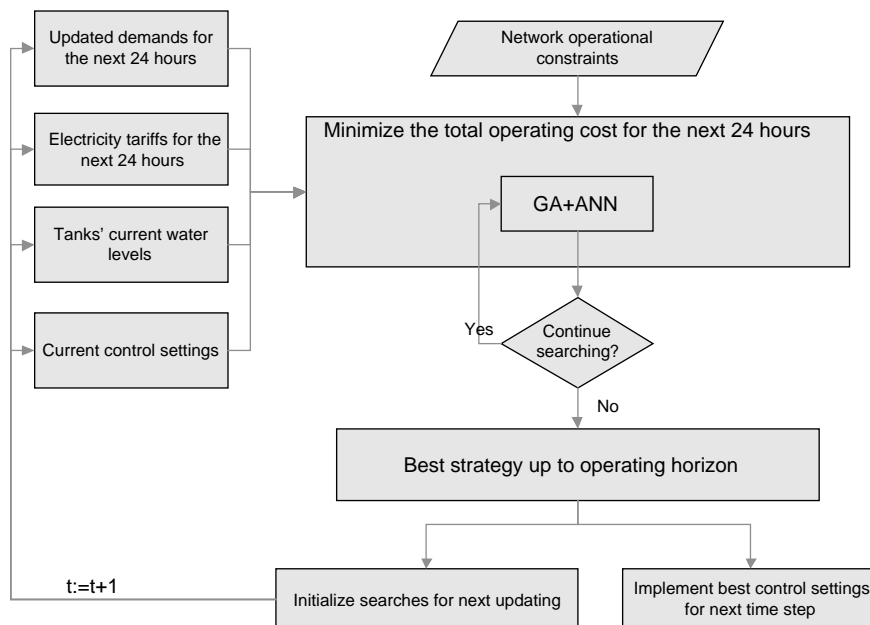 Updated demands for
the next 24 hours
Network operational
constraints
Electricity tariffs for the
next 24 hours
Minimize the total operating cost for the next 24 hours
GA+ANN
Tanks’ current water
levels
Current control settings
Yes
Continue
searching?
No
Best strategy up to operating horizon
t:=t+1
Initialize searches for next updating
Implement best control settings
for next time step